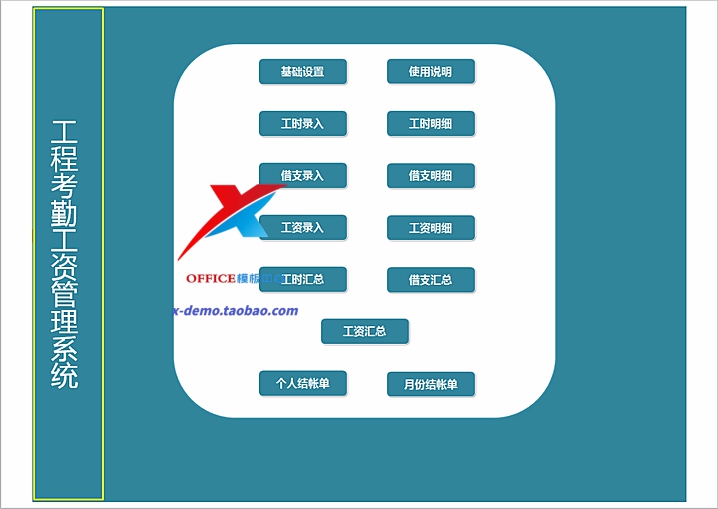 工程考勤工资管理系统
基础设置 使用说明
工时录入 工时明细
借支录入 借支明细
工资录入 工资明细
OFFICE模板
工时汇总 借支汇总
x-demo.taobao.com
工资汇总
个人结帐单 月份结帐单